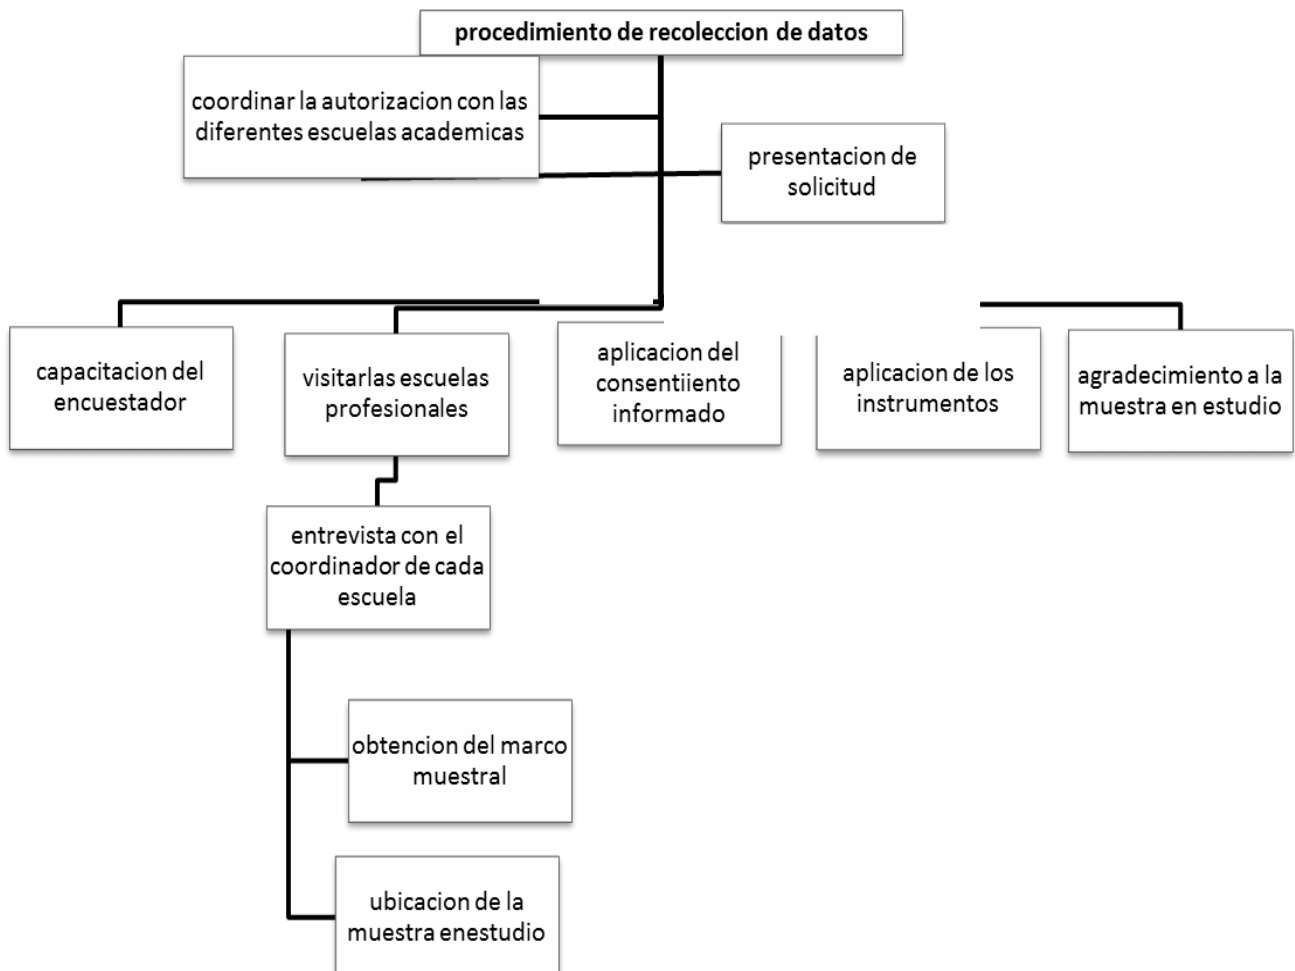 procedimiento de recoleccion de datos
coordinar la autorizacion con las
diferentes escuelas academicas
presentacion de
solicitud
capacitacion del
encuestador
visitarlas escuelas
profesionales
aplicacion del
consentiiento
informado
aplicacion de los
instrumentos
agradecimiento a la
muestra en estudio
entrevista con el
coordinador de cada
escuela
obtencion del marco
muestral
ubicacion de la
muestra enestudio